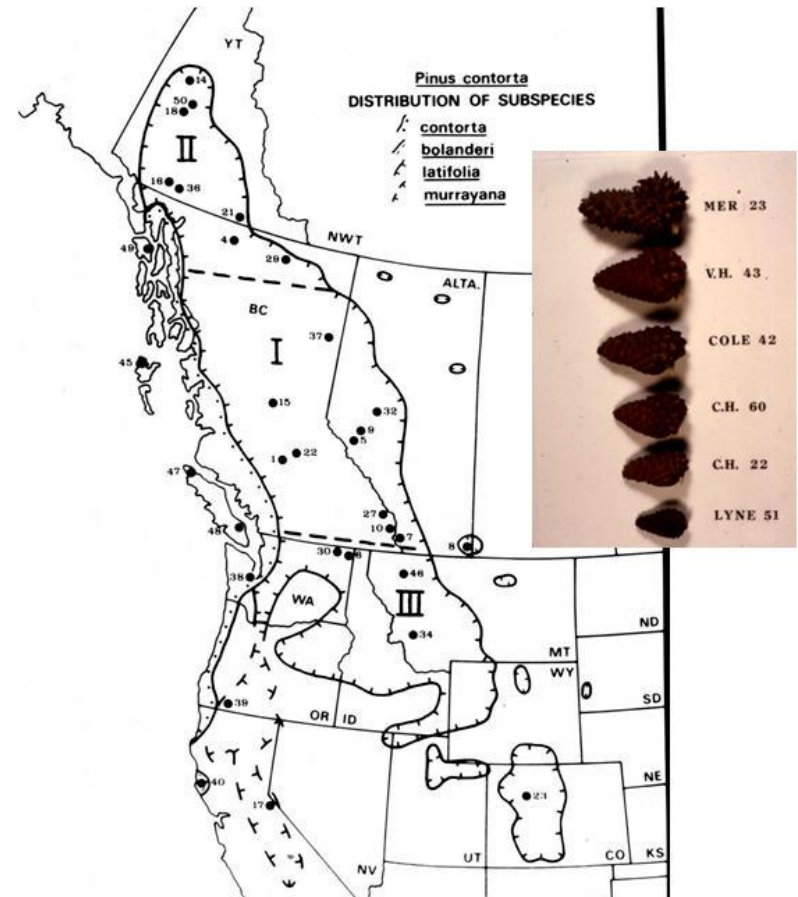 YT
Pinus contorta
DISTRIBUTION OF SUBSPECIES
contorta
bolanderi
latifolia
murrayana
14
50
18
II
16
36
21
4
NWT
49
29
ALTA.
BC
I
37
45
15
32
9
5
1
22
47
27
10
7
48
8
30
6
38
46
WA
III
34
ND
MT
WY
SD
39
OR
ID
NE
40
17
23
NV
UT
CO
KS
MER 23
V.H. 43
COLE 42
C.H. 60
C.H. 22
LYNE 51